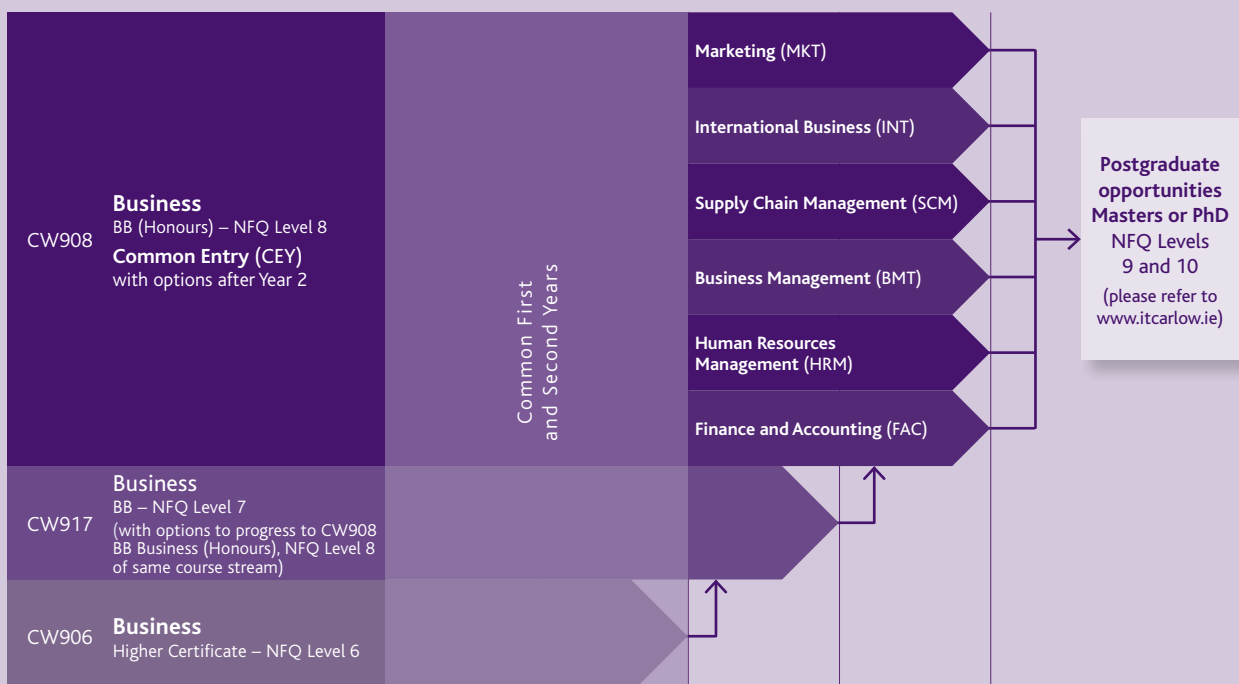 CW908
Business
BB (Honours) – NFQ Level 8
Common Entry (CEY)
with options after Year 2
Common First
and Second Years
Marketing (MKT)
International Business (INT)
Supply Chain Management (SCM)
Business Management (BMT)
Human Resources
Management (HRM)
Finance and Accounting (FAC)
Postgraduate
opportunities
Masters or PhD
NFQ Levels
9 and 10
(please refer to
www.itcarlow.ie)
CW917
Business
BB – NFQ Level 7
(with options to progress to CW908
BB Business (Honours), NFQ Level 8
of same course stream)
CW906
Business
Higher Certificate – NFQ Level 6